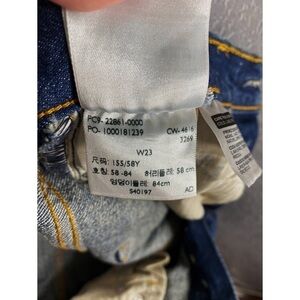 PC9- 22861-0000
PO- 1000181239 CW- 4816
3269
W23
尺码: 155/58Y
호칭: 58 -84 허리둘레: 58 cm
엉덩이둘레: 84cm
S40197 AC